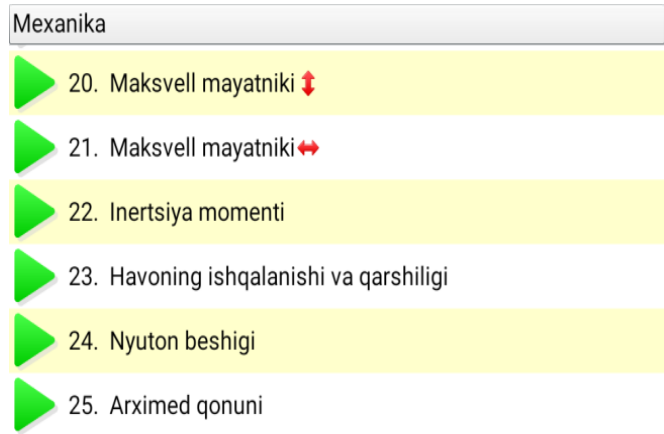 Mexanika
20. Maksvell mayatniki
21. Maksvell mayatniki
22. Inertsiya momenti
23. Havoning ishqalanishi va qarshiligi
24. Nyuton beshigi
25. Arximed qonuni